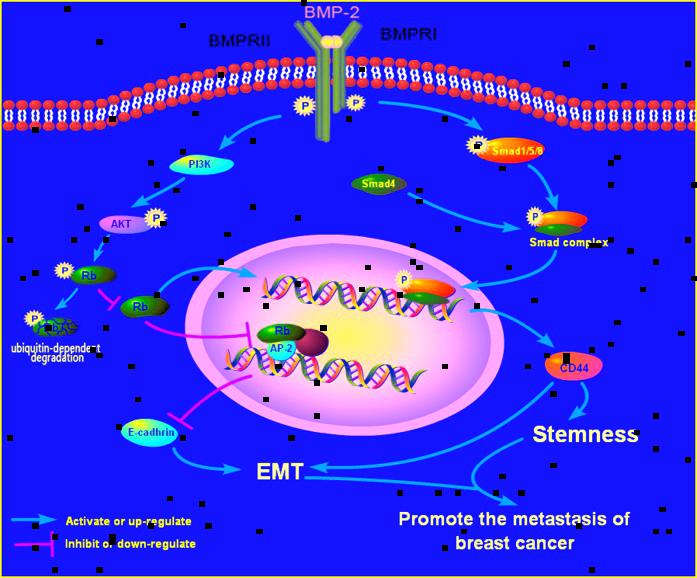 BMP-2
BMPRII
BMPRI
P
P
P
Smad1/5/8
PI3K
Smad4
AKT
P
P
Smad complex
P
Rb
P
Rb
P
ubiquitin-dependent
degradation
Rb
AP-2
CD44
E-cadhrin
Stemness
EMT
Activate or up-regulate
Inhibit or down-regulate
Promote the metastasis of
breast cancer